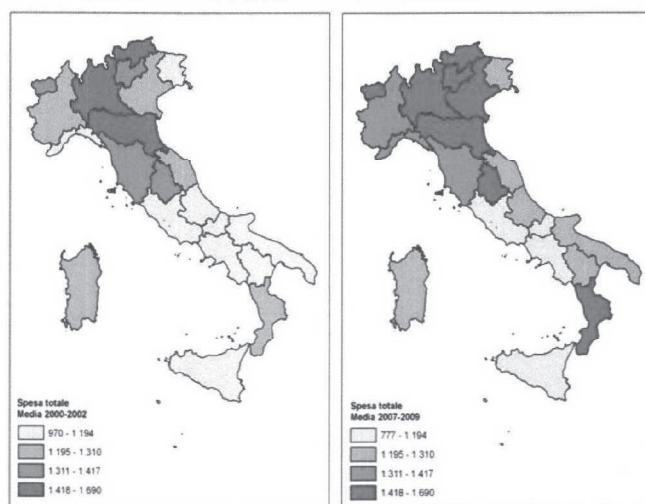 Spesa totale
Media 2000-2002
970 - 1 194
1 195 - 1 310
1 311 - 1 417
1 418 - 1 690
Spesa totale
Media 2007-2009
777 - 1 194
1 195 - 1 310
1 311 - 1 417
1 418 - 1 690